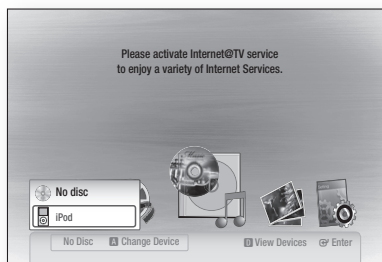 Please activate Internet@TV service
to enjoy a variety of Internet Services.
No disc
iPod
No Disc A Change Device D View Devices Enter